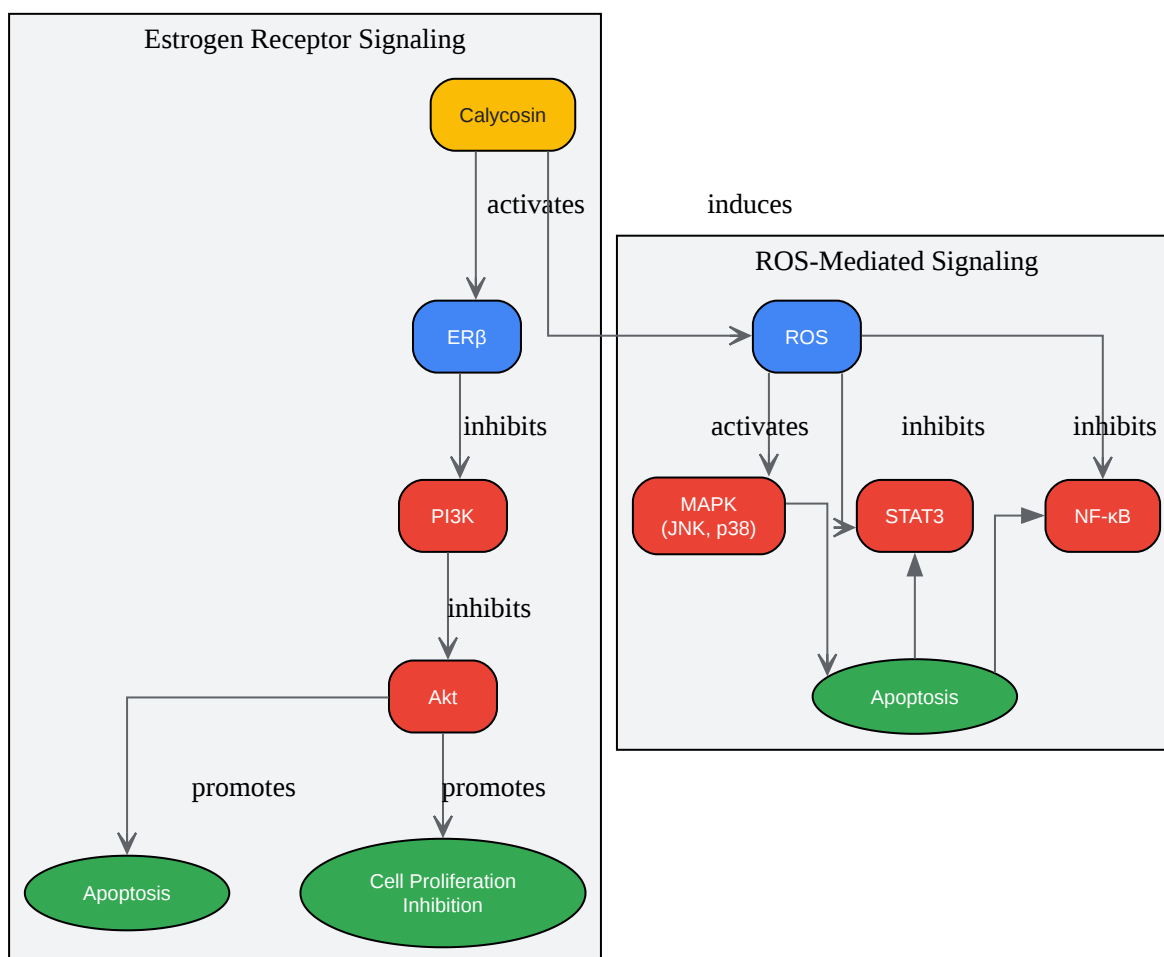 Estrogen Receptor Signaling
Calycosin
activates
induces
ROS-Mediated Signaling
ERβ
ROS
inhibits
activates
inhibits
inhibits
PI3K
MAPK
(JNK, p38)
STAT3
NF-κB
inhibits
Akt
Apoptosis
promotes
promotes
Apoptosis
Cell Proliferation
Inhibition